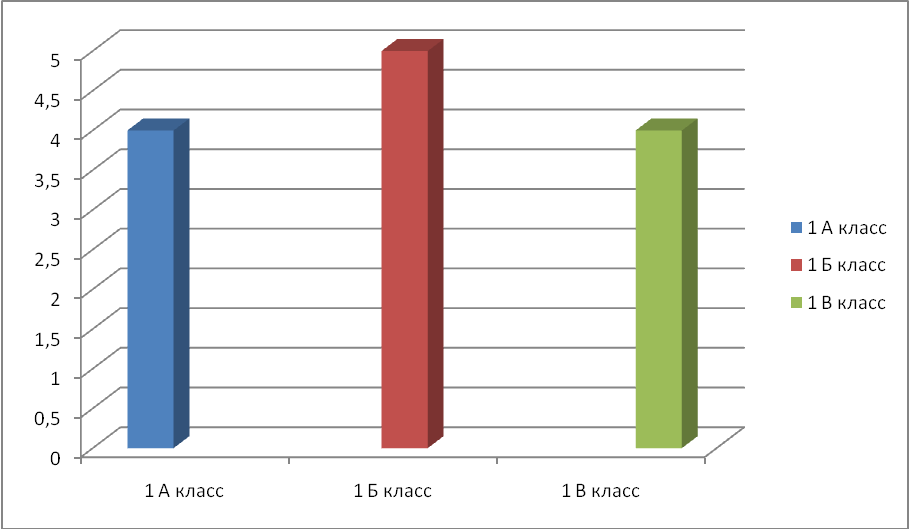 5
4,5
4
3,5
3
2,5
2
1,5
1
0,5
0
1 А класс
1 Б класс
1 В класс
1 А класс
1 Б класс
1 В класс